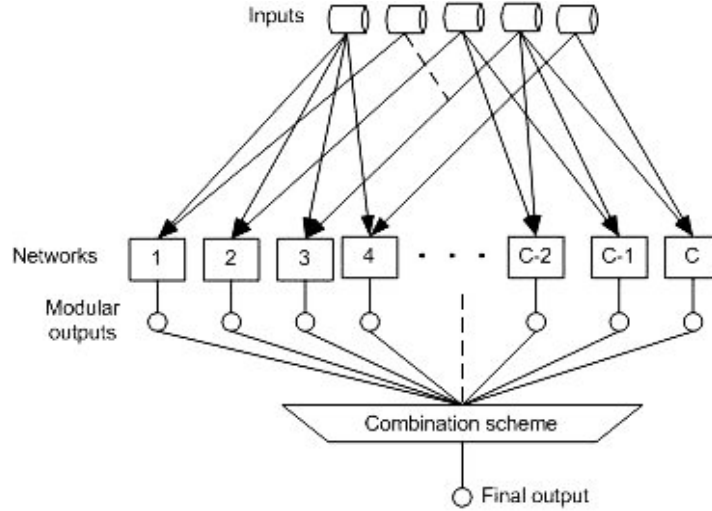 Inputs
Networks
1
2
3
4
. . .
C-2
C-1
C
Modular
outputs
Combination scheme
Final output